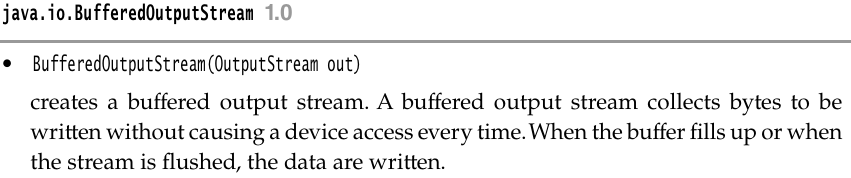 java.io.BufferedOutputStream 1.0
• BufferedOutputStream(OutputStream out)
creates a buffered output stream. A buffered output stream collects bytes to be
written without causing a device access every time. When the buffer fills up or when
the stream is flushed, the data are written.